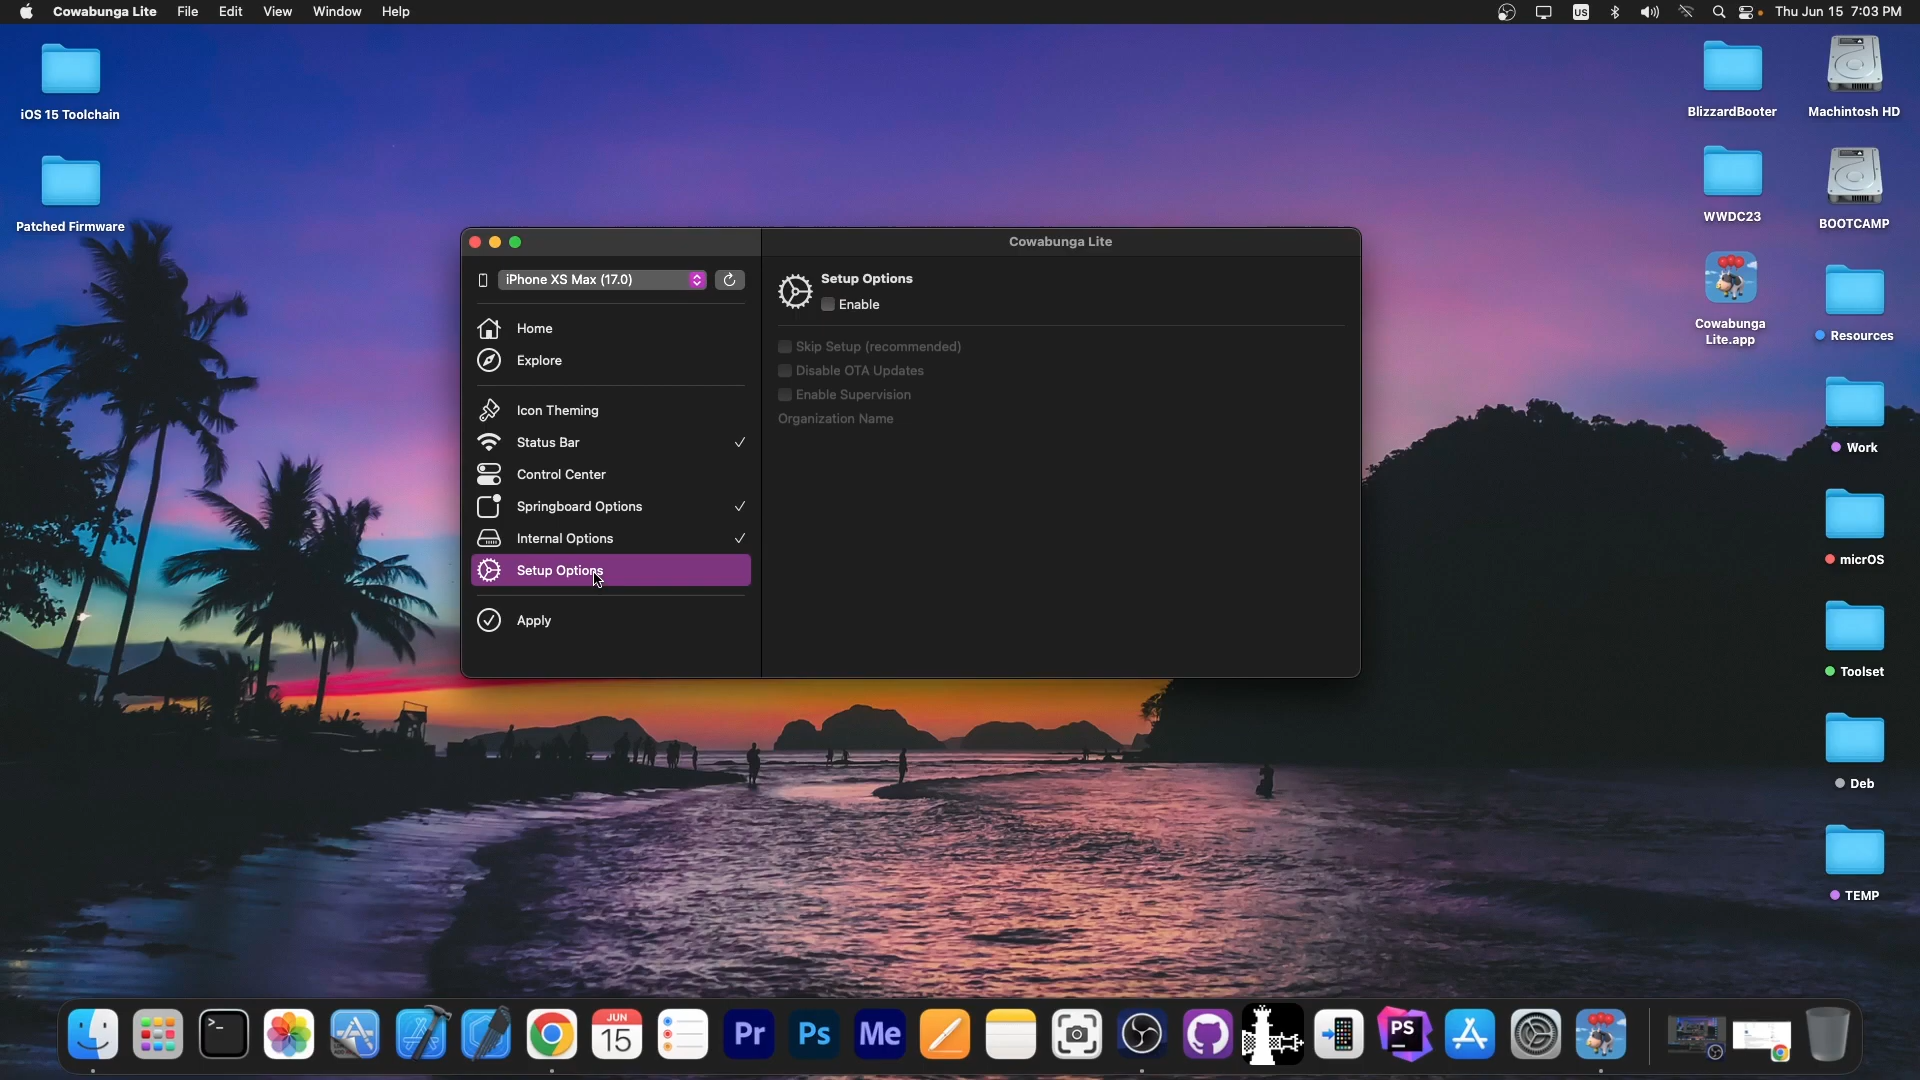 Cowabunga Lite File Edit View Window Help
US
Thu Jun 15 7:03 PM
iOS 15 Toolchain
Patched Firmware
BlizzardBooter
Machintosh HD
WWDC23
BOOTCAMP
Cowabunga
Lite.app
Resources
Work
micrOS
Toolset
Deb
TEMP
Cowabunga Lite
iPhone XS Max (17.0)
Home
Explore
Icon Theming
Status Bar
Control Center
Springboard Options
Internal Options
Setup Options
Apply
Setup Options
Enable
Skip Setup (recommended)
Disable OTA Updates
Enable Supervision
Organization Name
JUN
15
Pr
Ps
Me
PS